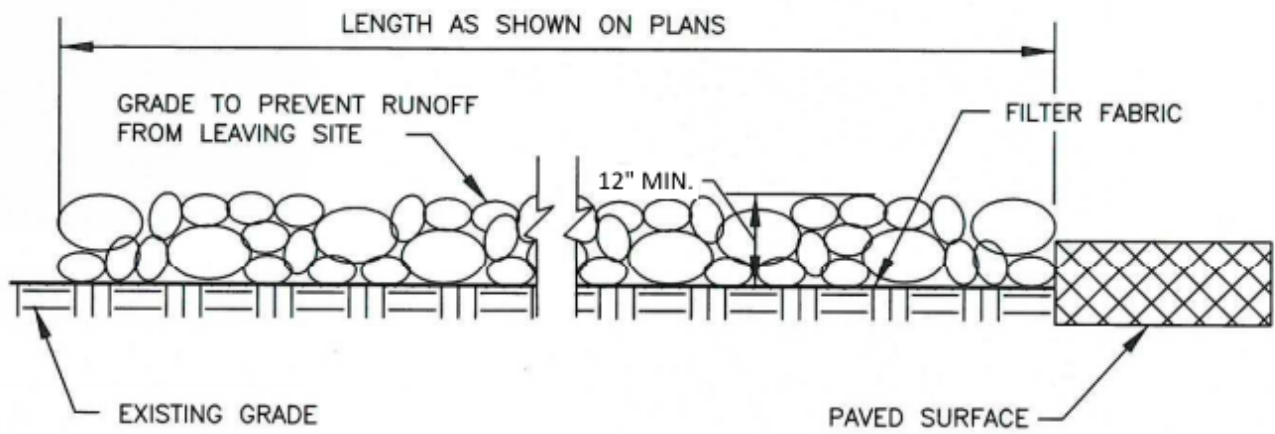 LENGTH AS SHOWN ON PLANS
GRADE TO PREVENT RUNOFF
FROM LEAVING SITE
FILTER FABRIC
12" MIN.
EXISTING GRADE
PAVED SURFACE